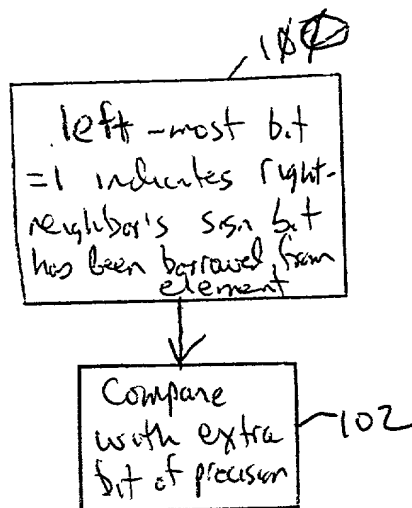 100
left-most bit
=1 indicates right-
neighbor's sign bit
has been borrowed from
element
Compare
with extra
bit of precision
102